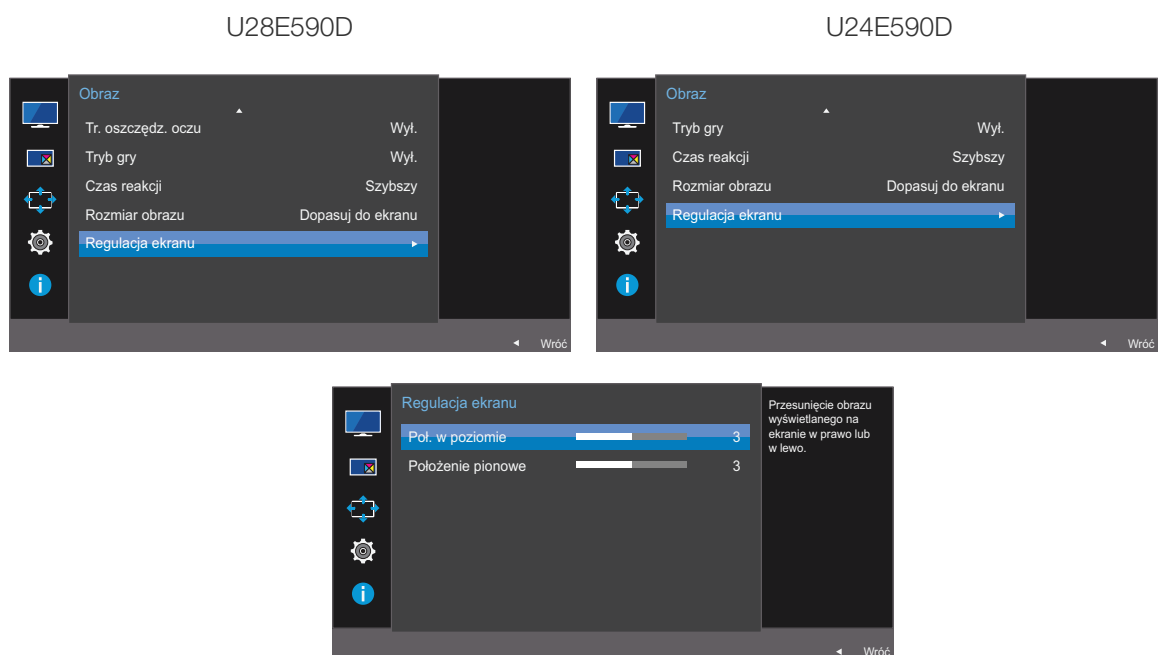 U28E590D
Obraz
Tr. oszczędz. oczu Wył.
Tryb gry Wył.
Czas reakcji Szybszy
Rozmiar obrazu Dopasuj do ekranu
Regulacja ekranu
Wróć
U24E590D
Obraz
Tryb gry Wył.
Czas reakcji Szybszy
Rozmiar obrazu Dopasuj do ekranu
Regulacja ekranu
Wróć
Regulacja ekranu
Poł. w poziomie 3
Położenie pionowe 3
Przesunięcie obrazu
wyświetlanego na
ekranie w prawo lub
w lewo.
Wróć